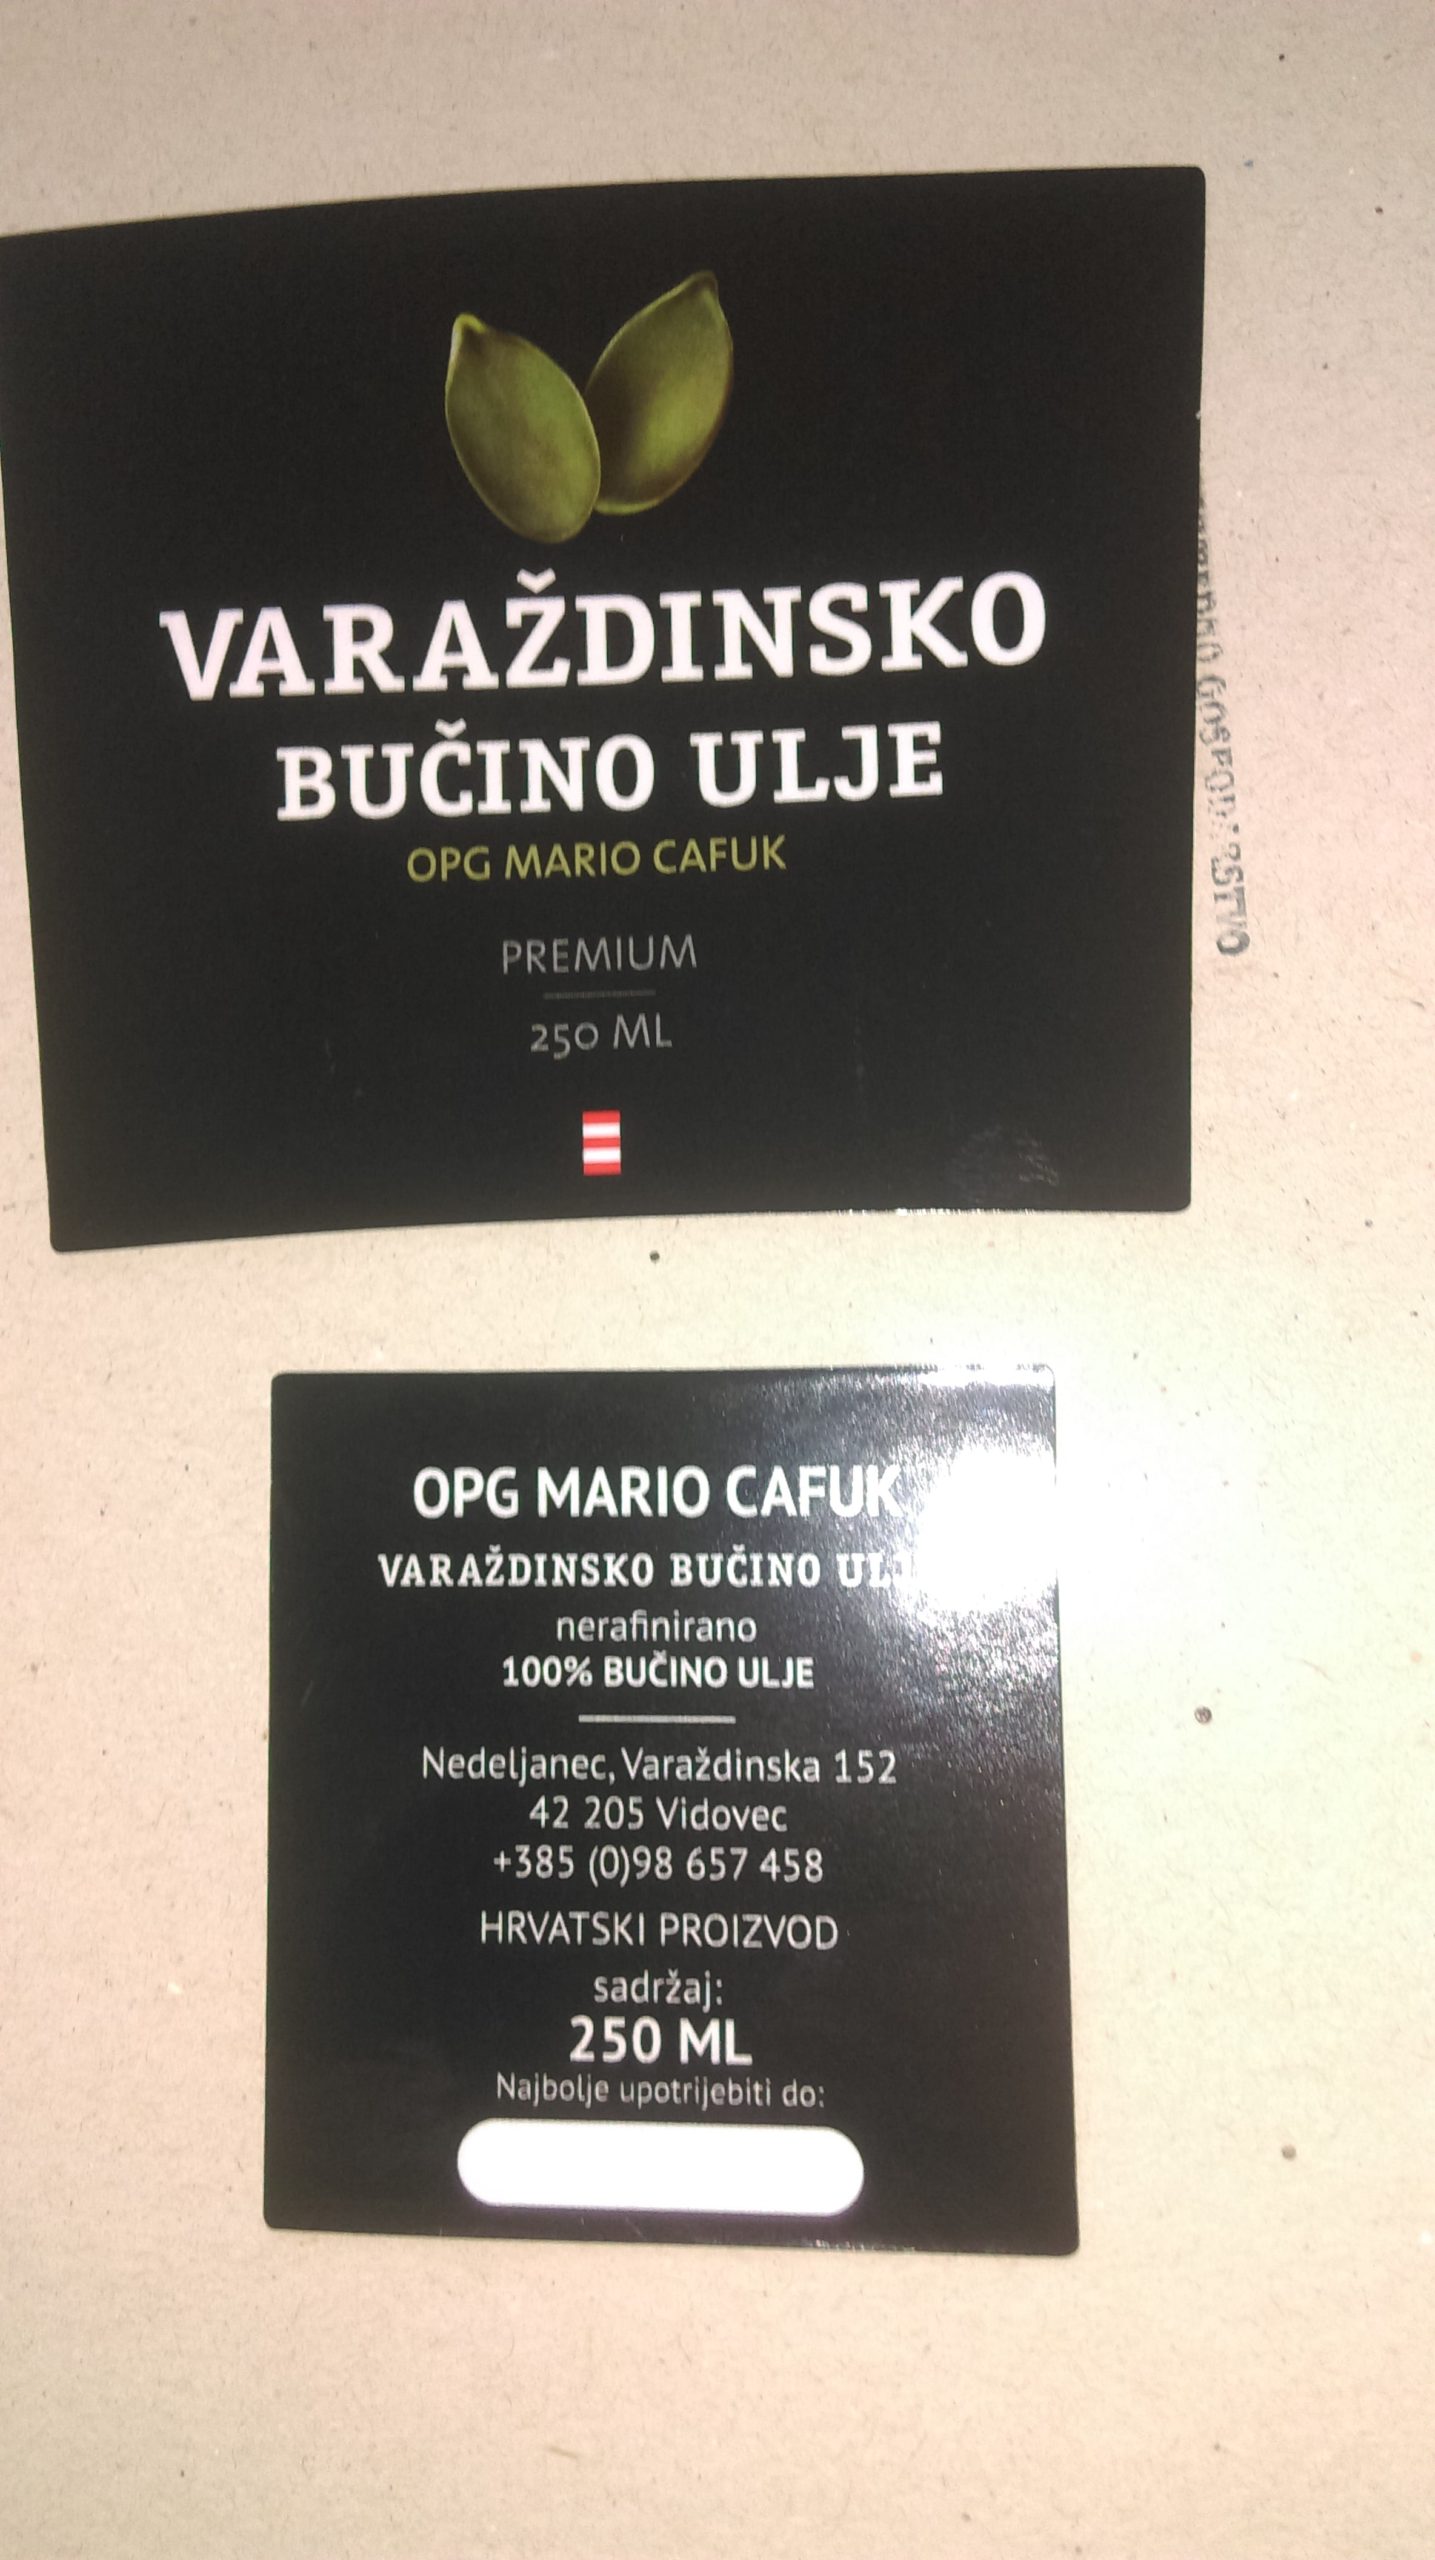 VARAŽDINSKO
BUČINO ULJE
OPG MARIO CAFUK
PREMIUM
250 ML
OPG MARIO CAFUK
VARAŽDINSKO BUČINO
nerafinirano
100% BUČINO ULJE
Nedeljanec, Varaždinska 152
42 205 Vidovec
+385 (0)98 657 458
HRVATSKI PROIZVOD
sadržaj:
250 ML
Najbolje upotrijebiti do: